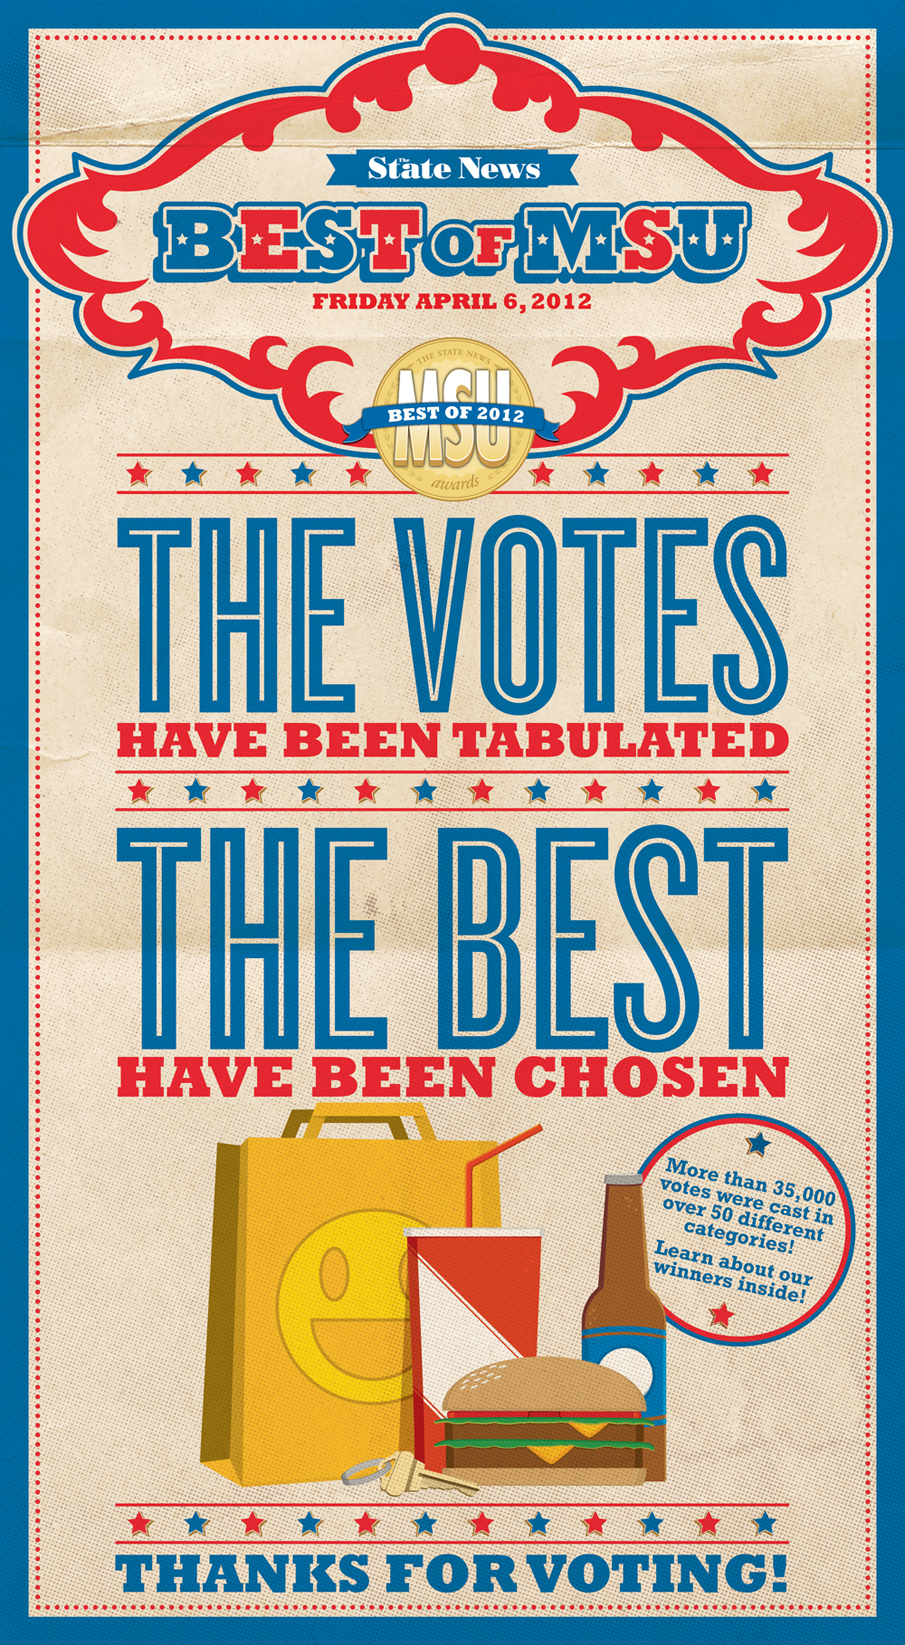 The State News
BEST OF MSU
FRIDAY APRIL 6, 2012
THE STATE NEWS
MSU
BEST OF 2012
awards
THE VOTES
HAVE BEEN TABULATED
THE BEST
HAVE BEEN CHOSEN
More than 35,000
votes were cast in
over 50 different
categories!
Learn about our
winners inside!
THANKS FOR VOTING!